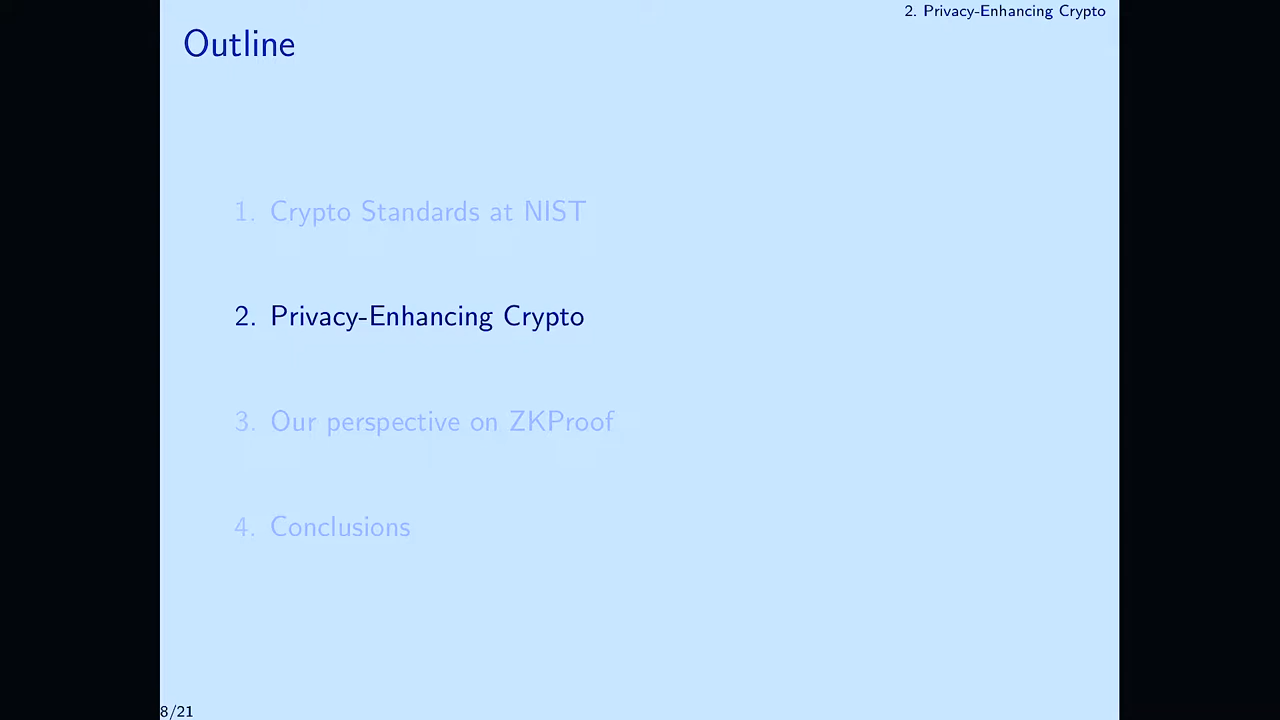 2. Privacy-Enhancing Crypto
Outline
1. Crypto Standards at NIST
2. Privacy-Enhancing Crypto
3. Our perspective on ZKProof
4. Conclusions
8/21